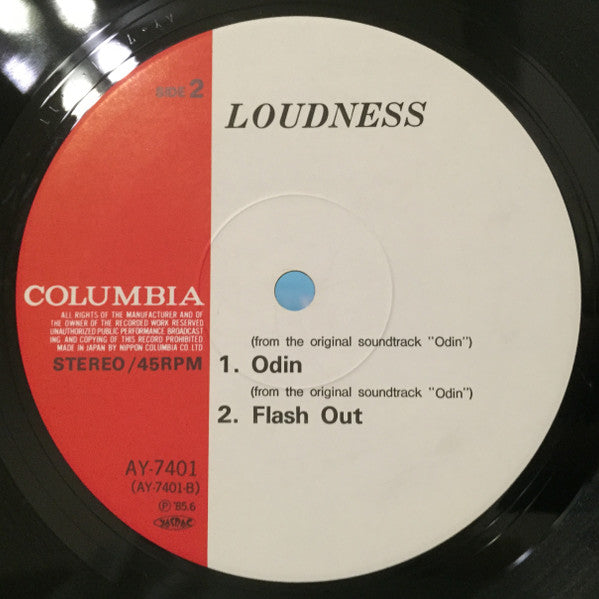 SIDE 2
LOUDNESS
COLUMBIA
ALL RIGHTS OF THE MANUFACTURER AND OF
THE OWNER OF THE RECORDED WORK RESERVED
UNAUTHORIZED PUBLIC PERFORMANCE BROADCAST
ING AND COPYING OF THIS RECORD PROHIBITED
MADE IN JAPAN BY NIPPON COLUMBIA CO LTD
STEREO/45RPM
(from the original soundtrack "Odin")
1. Odin
(from the original soundtrack "Odin")
2. Flash Out
AY-7401
(AY-7401-B)
Ⓟ '85.6
JASRAC